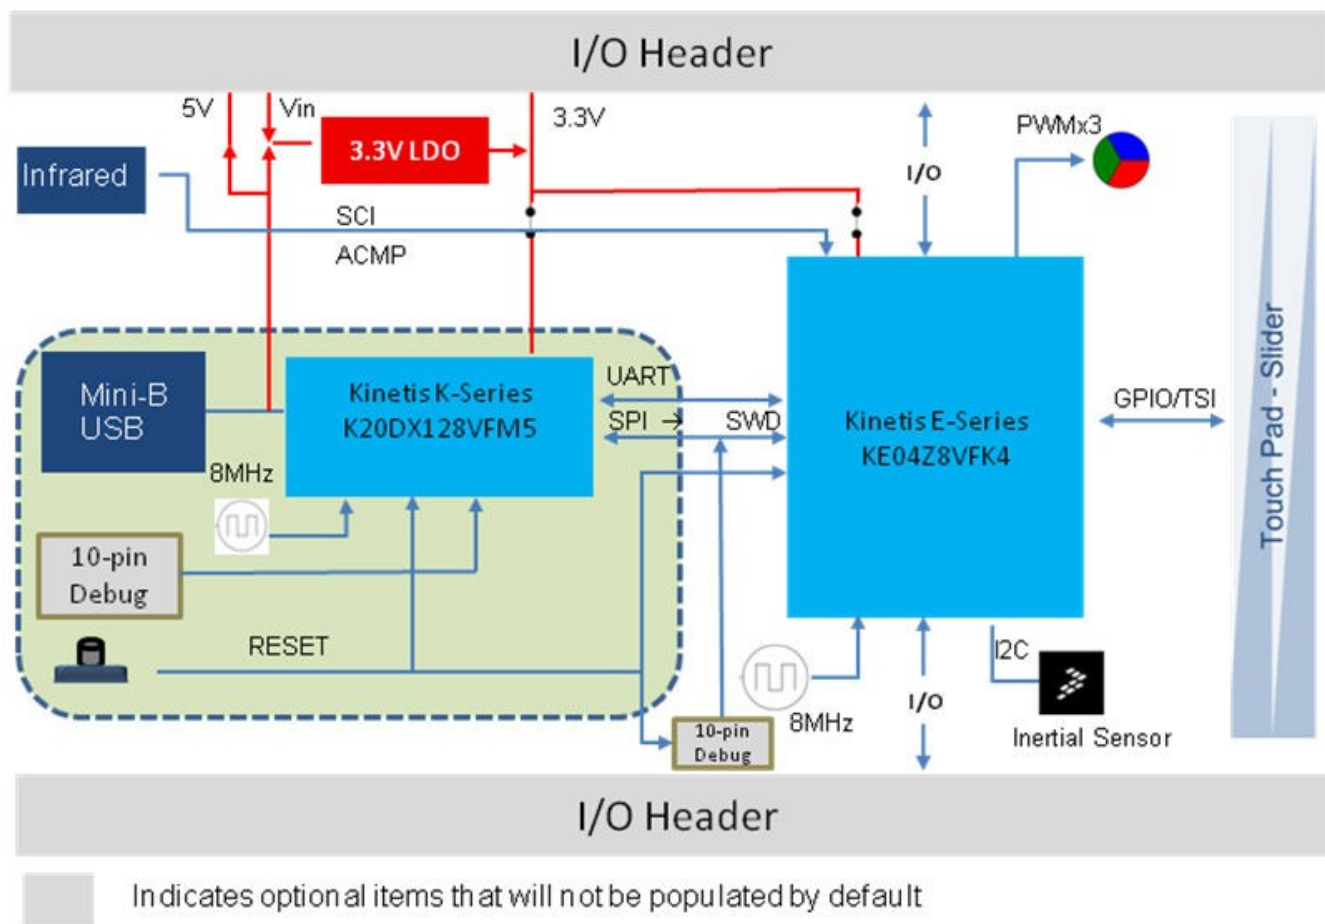 I/O Header
5V
Vin
3.3V LDO
3.3V
I/O
PWMx3
Infrared
SCI
ACMP
Mini-B
USB
Kinetis K-Series
K20DX128VFM5
UART
SPI → SWD
Kinetis E-Series
KE04Z8VFK4
GPIO/TSI
Touch Pad - Slider
8MHz
10-pin
Debug
RESET
10-pin
Debug
8MHz
I/O
I2C
Inertial Sensor
I/O Header
Indicates optional items that will not be populated by default